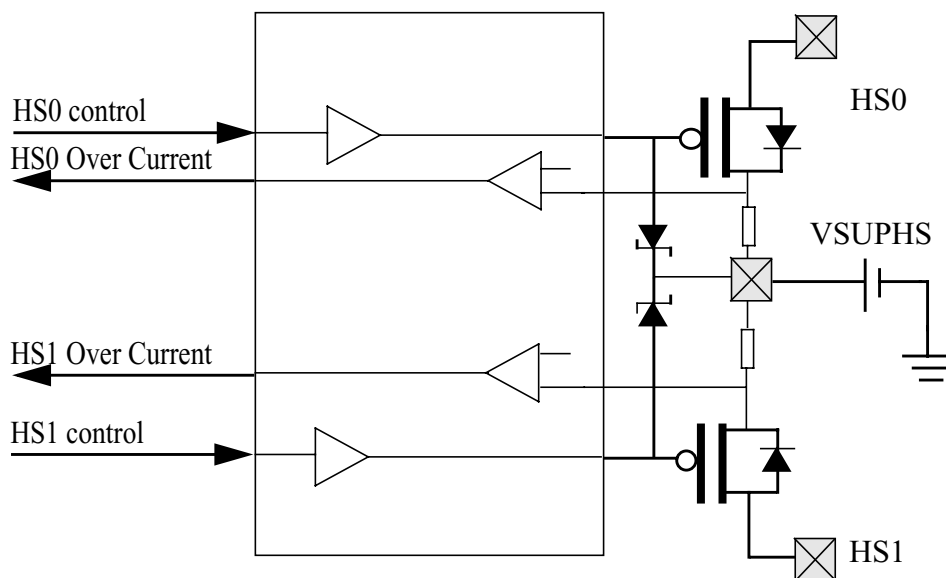 HS0 control
HS0 Over Current
HS0
VSUPHS
HS1 Over Current
HS1 control
HS1